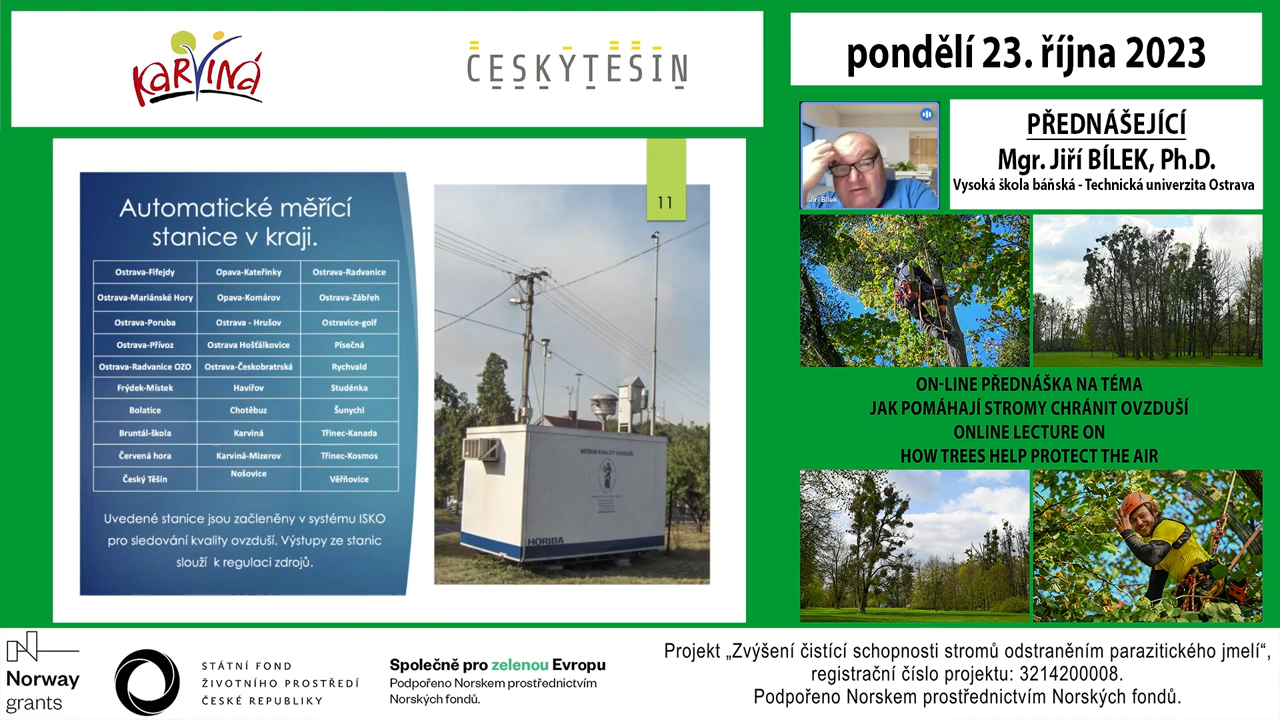 Karviná
ČESKÝ TĚŠÍN
pondělí 23. října 2023
PŘEDNÁŠEJÍCÍ
Mgr. Jiří BÍLEK, Ph.D.
Vysoká škola báňská - Technická univerzita Ostrava
Jiří Bílek
11
Automatické měřící
stanice v kraji.
Ostrava-Fifejdy Opava-Kateřinky Ostrava-Radvanice
Ostrava-Mariánské Hory Opava-Komárov Ostrava-Zábřeh
Ostrava-Poruba Ostrava - Hrušov Ostravice-golf
Ostrava-Přívoz Ostrava Hošťálkovice Písečná
Ostrava-Radvanice OZO Ostrava-Českobratrská Rychvald
Frýdek-Místek Havířov Studénka
Bolatice Chotěbuz Šunychl
Bruntál-škola Karviná Třinec-Kanada
Červená hora Karviná-Mizerov Třinec-Kosmos
Český Těšín Nošovice Věřňovice
Uvedené stanice jsou začleněny v systému ISKO
pro sledování kvality ovzduší. Výstupy ze stanic
slouží k regulaci zdrojů.
MĚŘENÍ KVALITY OVZDUŠÍ
HORIBA
ON-LINE PŘEDNÁŠKA NA TÉMA
JAK POMÁHAJÍ STROMY CHRÁNIT OVZDUŠÍ
ONLINE LECTURE ON
HOW TREES HELP PROTECT THE AIR
Norway
grants
STÁTNÍ FOND
ŽIVOTNÍHO PROSTŘEDÍ
ČESKÉ REPUBLIKY
Společně pro zelenou Evropu
Podpořeno Norskem prostřednictvím
Norských fondů.
Projekt „Zvýšení čistící schopnosti stromů odstraněním parazitického jmelí“,
registrační číslo projektu: 3214200008.
Podpořeno Norskem prostřednictvím Norských fondů.